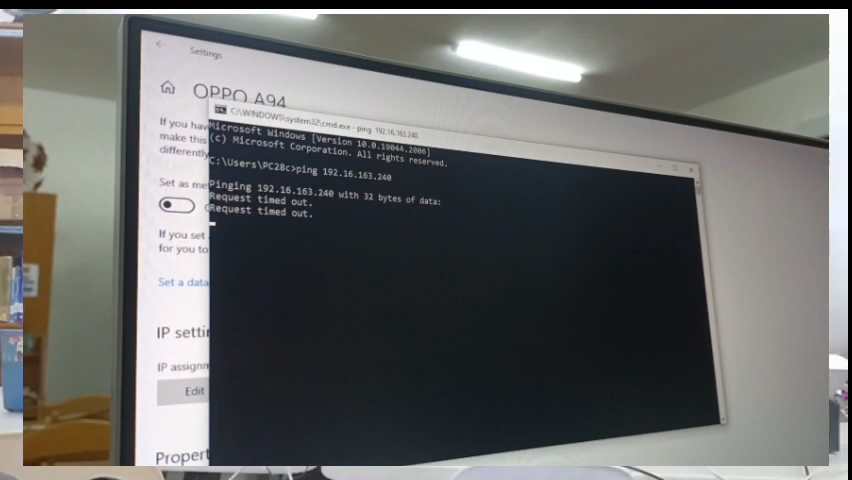 Settings
OPPO A94
If you hav
make this
differently
Set as me
If you set
for you to
Set a data
IP settin
IP assignm
Edit
Propert
C:\WINDOWS\system32\cmd.exe - ping 192.16.163.240
Microsoft Windows [Version 10.0.19044.2006]
(c) Microsoft Corporation. All rights reserved.
C:\Users\PC28c>ping 192.16.163.240
Pinging 192.16.163.240 with 32 bytes of data:
Request timed out.
Request timed out.